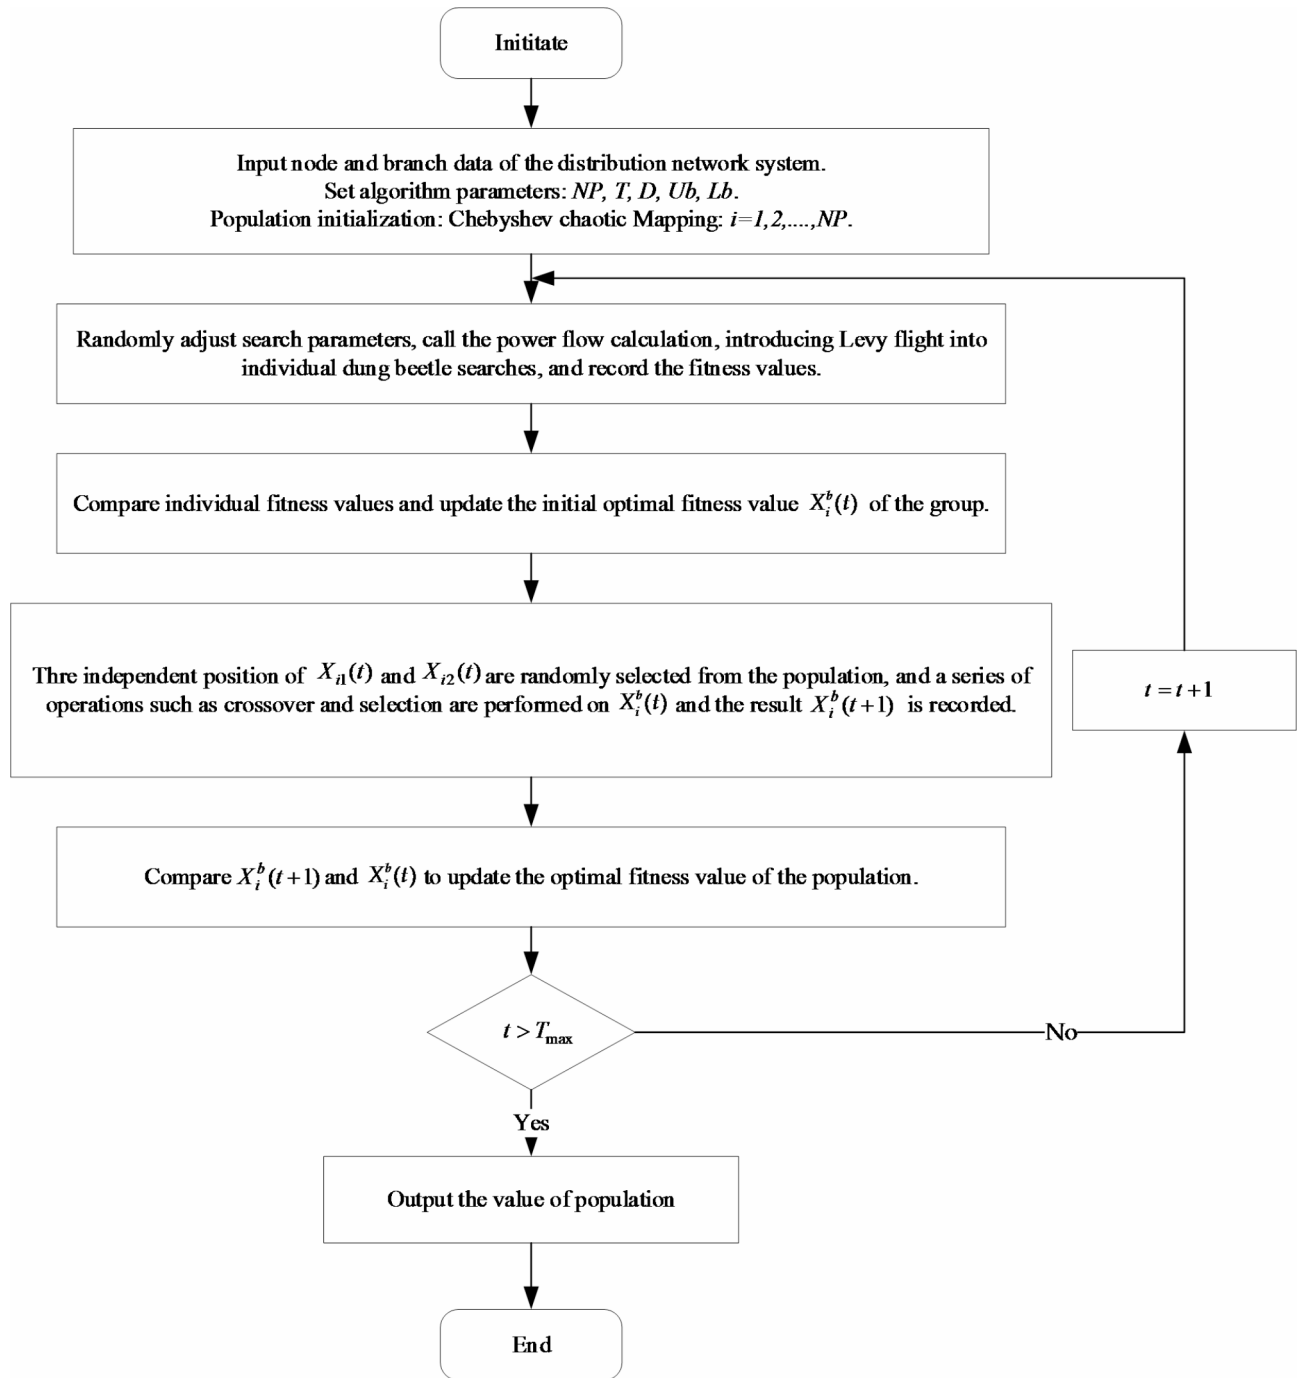 Inititate
Input node and branch data of the distribution network system.
Set algorithm parameters: NP, T, D, Ub, Lb.
Population initialization: Chebyshev chaotic Mapping: i=1,2,....,NP.
Randomly adjust search parameters, call the power flow calculation, introducing Levy flight into
individual dung beetle searches, and record the fitness values.
Compare individual fitness values and update the initial optimal fitness value X_i^b(t) of the group.
Thre independent position of X_{i1}(t) and X_{i2}(t) are randomly selected from the population, and a series of
operations such as crossover and selection are performed on X_i^b(t) and the result X_i^b(t+1) is recorded.
t = t+1
Compare X_i^b(t+1) and X_i^b(t) to update the optimal fitness value of the population.
t > T_max
No
Yes
Output the value of population
End